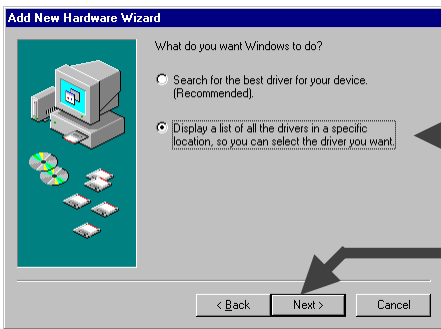 Add New Hardware Wizard
What do you want Windows to do?
Search for the best driver for your device.
(Recommended).
Display a list of all the drivers in a specific
location, so you can select the driver you want.
< Back
Next >
Cancel